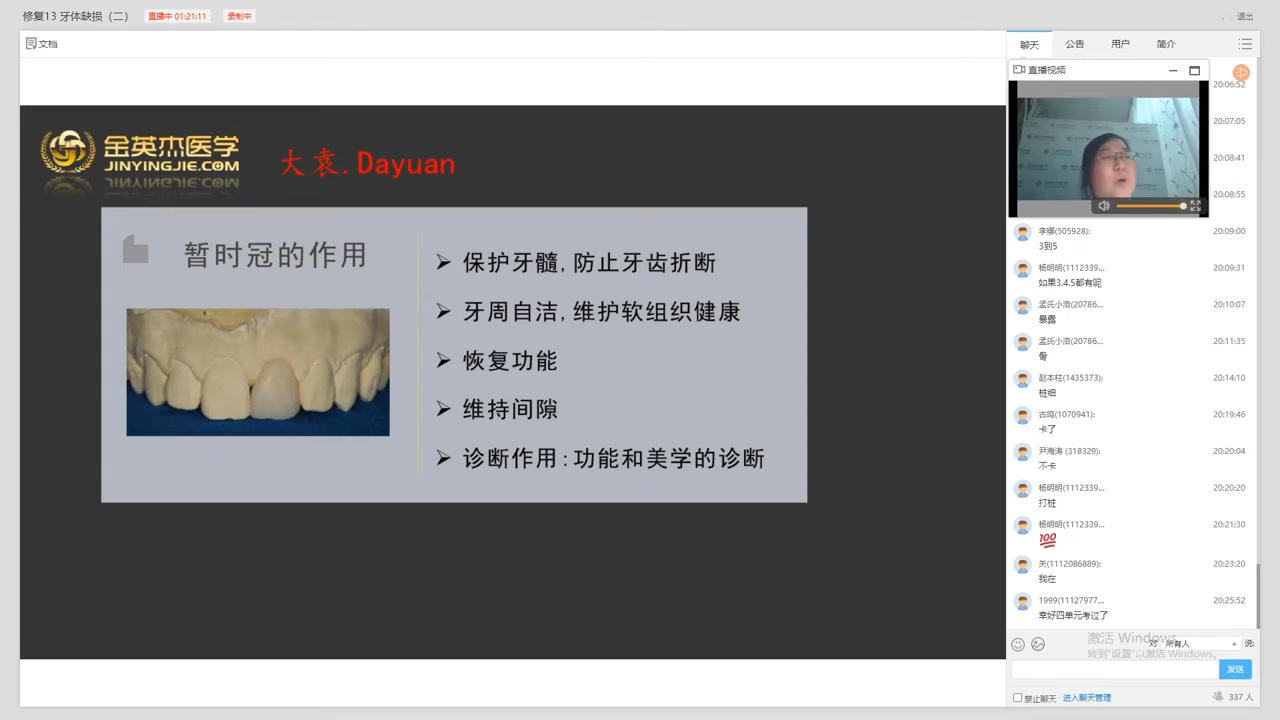 修复13 牙体缺损（二）
直播中 01:21:11
录制中
退出
文档
聊天
公告
用户
简介
直播视频
金英杰医学
JINYINGJIE.COM
大袁.Dayuan
暂时冠的作用
保护牙髓,防止牙齿折断
牙周自洁,维护软组织健康
恢复功能
维持间隙
诊断作用:功能和美学的诊断
20:06:52
20:07:05
20:08:41
20:08:55
李娜(505928):
20:09:00
3到5
杨明明(1112339...
20:09:31
如果3.4.5都有呢
孟氏小洛(20786...
20:10:07
暴露
孟氏小洛(20786...
20:11:35
骨
赵本柱(1435373):
20:14:10
桩细
古鸣(1070941):
20:19:46
卡了
尹海涛 (318329):
20:20:04
不卡
杨明明(1112339...
20:20:20
打桩
杨明明(1112339...
20:21:30
100
关(1112086889):
20:23:20
我在
1999(11127977...
20:25:52
幸好四单元考过了
激活 Windows
转到"设置"以激活 Windows。
对 所有人
说:
发送
禁止聊天
进入聊天管理
337 人